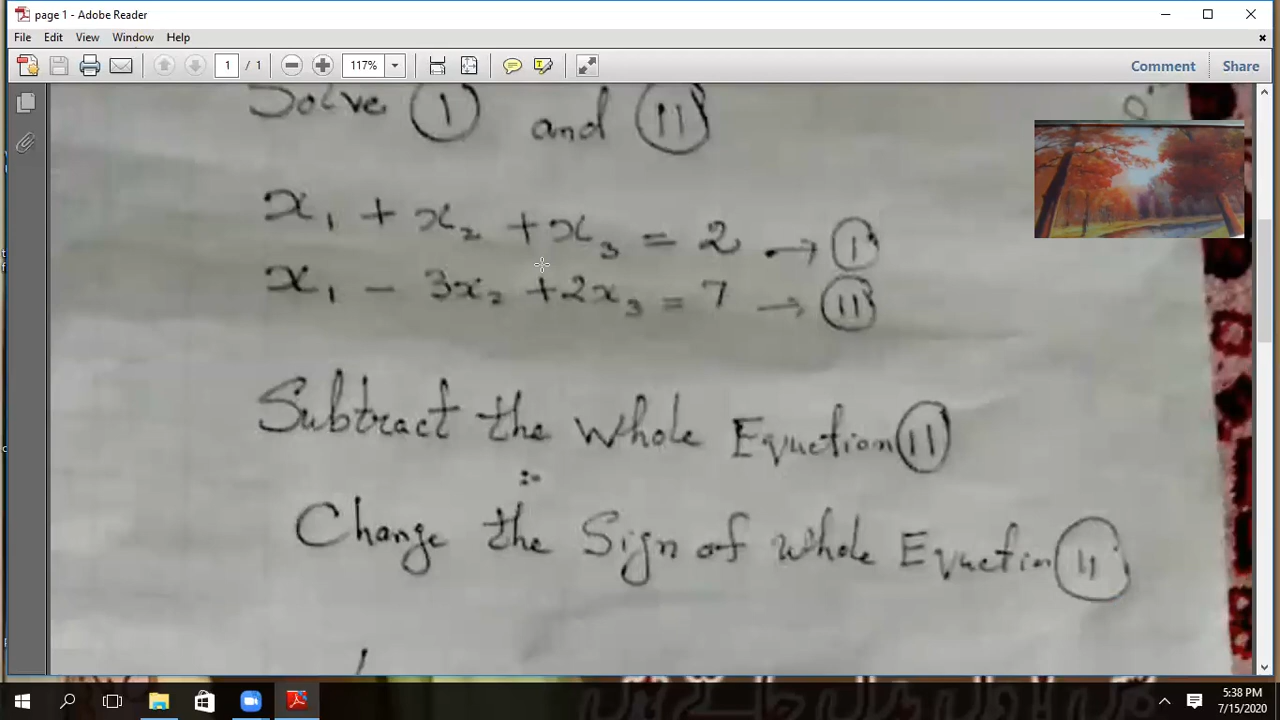 page 1 - Adobe Reader
File Edit View Window Help
1 / 1 117% Comment Share
Solve (I) and (II)
x₁ + x₂ + x₃ = 2 → (I)
x₁ - 3x₂ + 2x₃ = 7 → (II)
Subtract the whole Equction (II)
:-
Change the Sign of whole Equctin (II)
5:38 PM
7/15/2020